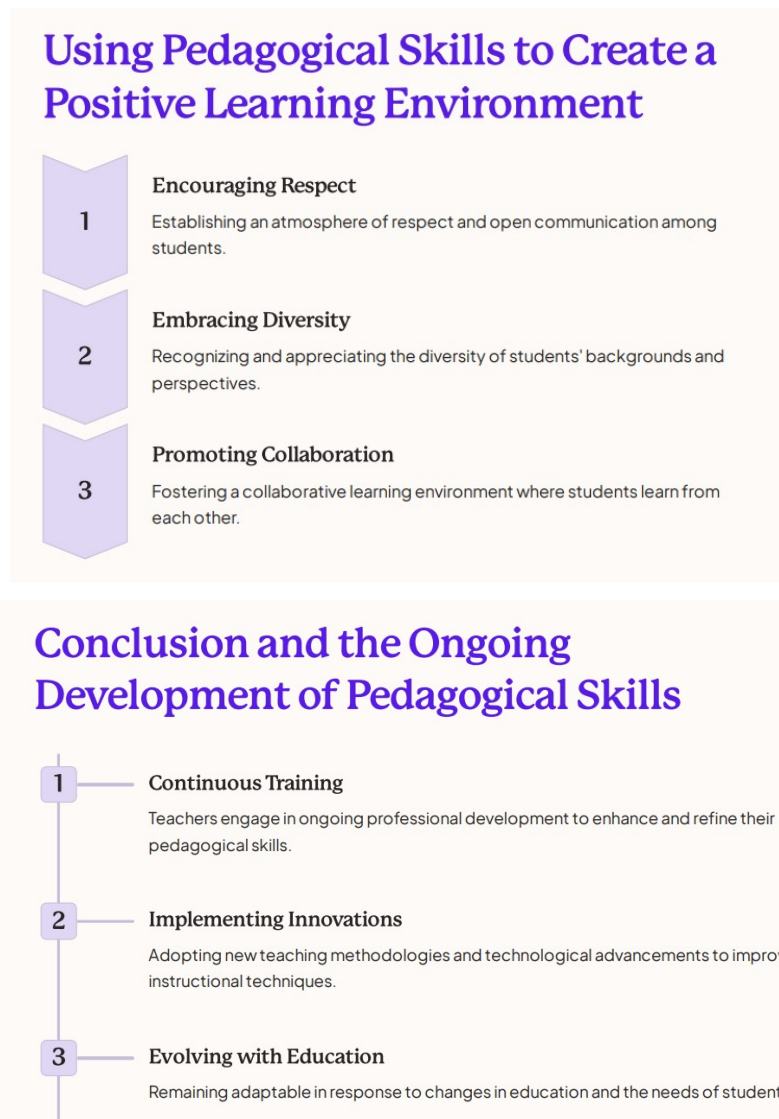 Using Pedagogical Skills to Create a
Positive Learning Environment
1
Encouraging Respect
Establishing an atmosphere of respect and open communication among
students.
2
Embracing Diversity
Recognizing and appreciating the diversity of students' backgrounds and
perspectives.
3
Promoting Collaboration
Fostering a collaborative learning environment where students learn from
each other.
Conclusion and the Ongoing
Development of Pedagogical Skills
1
Continuous Training
Teachers engage in ongoing professional development to enhance and refine their
pedagogical skills.
2
Implementing Innovations
Adopting new teaching methodologies and technological advancements to impro
instructional techniques.
3
Evolving with Education
Remaining adaptable in response to changes in education and the needs of student